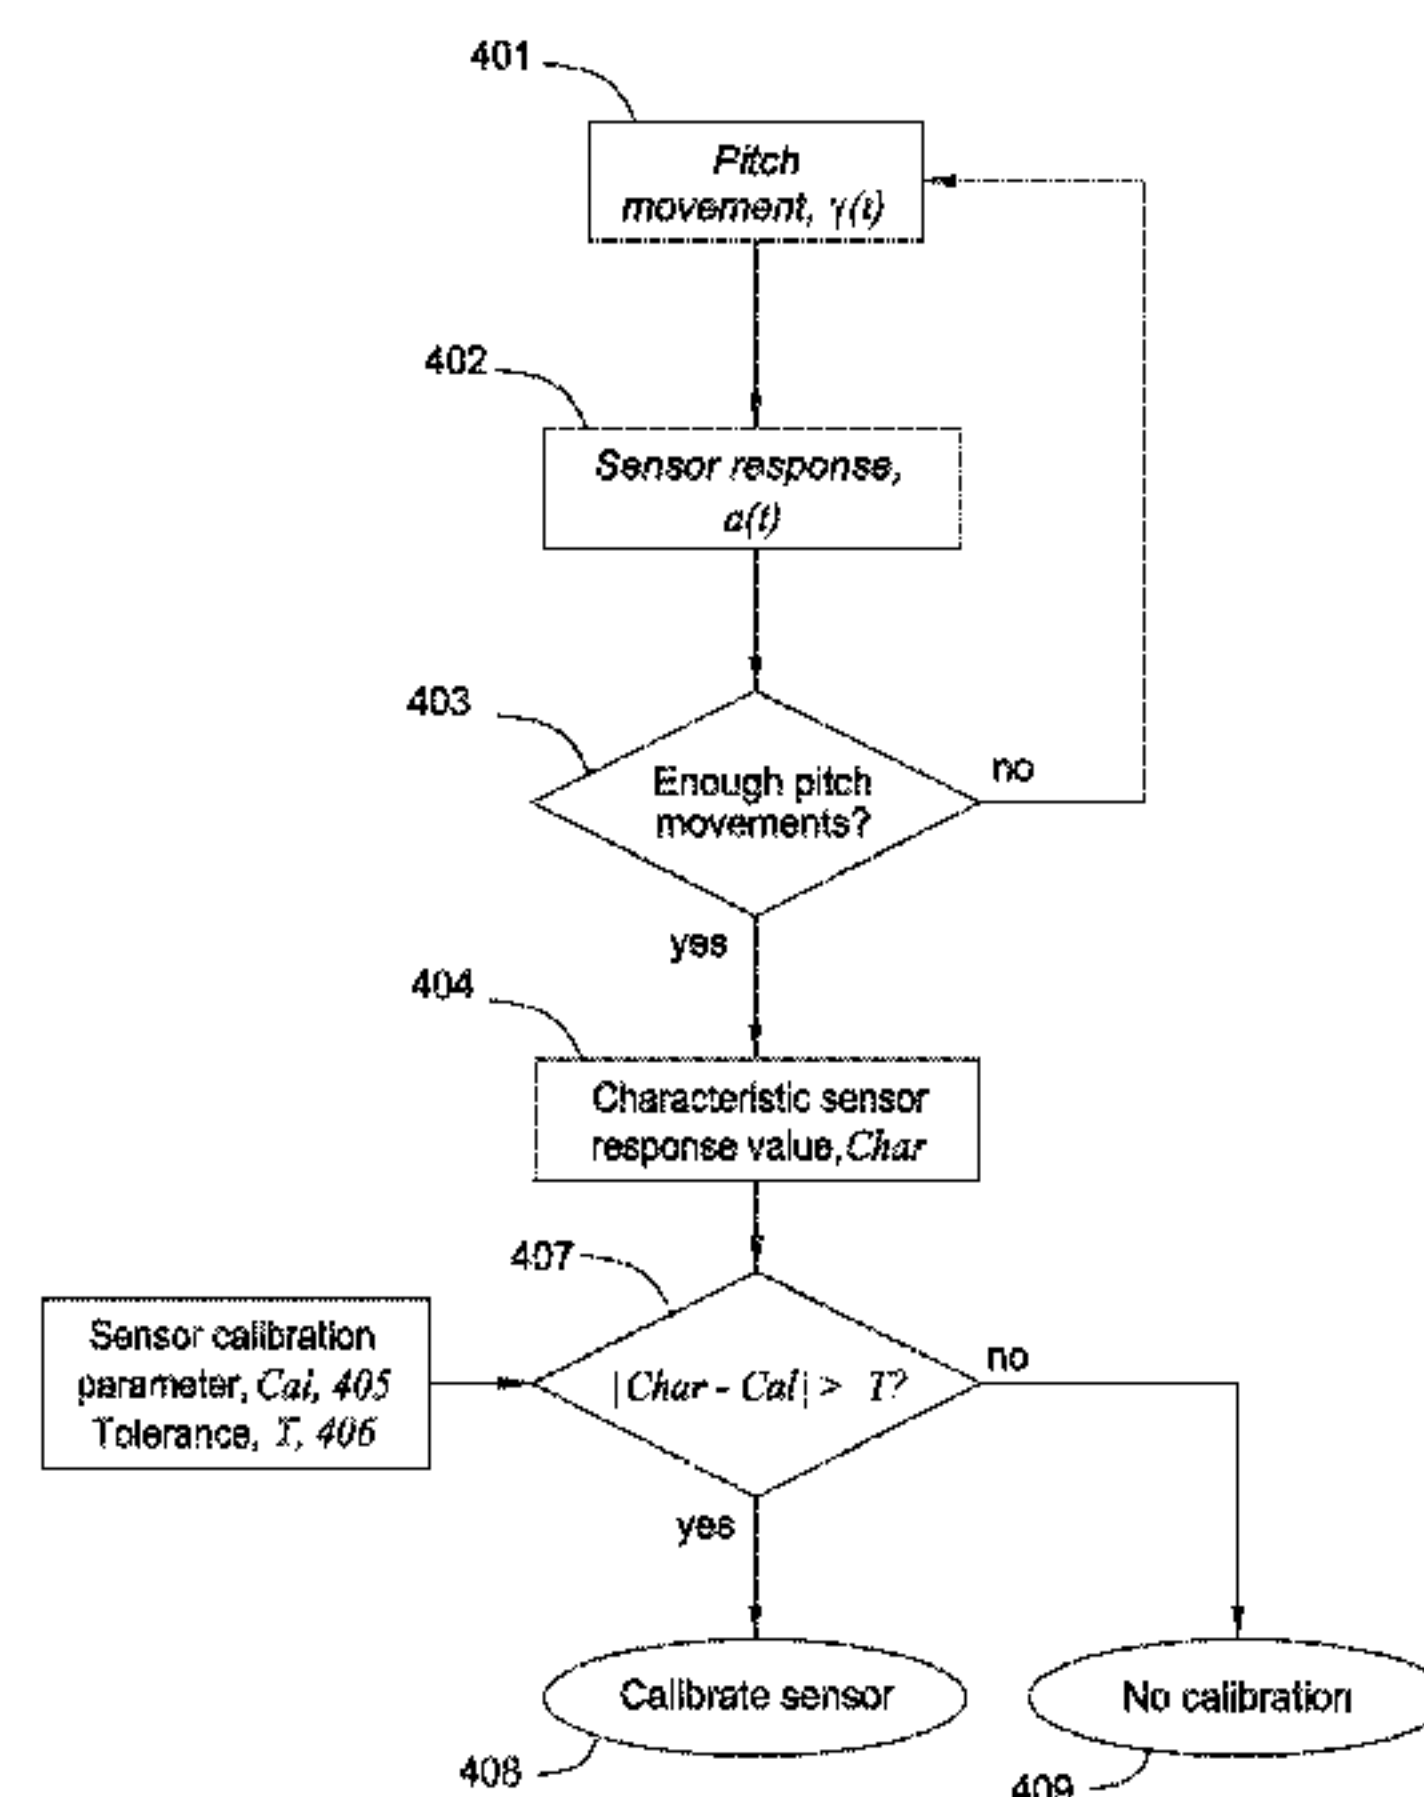 401
Pitch
movement, γ(t)
402
Sensor response,
a(t)
403
Enough pitch
movements?
no
yes
404
Characteristic sensor
response value, Char
407
Sensor calibration
parameter, Cal, 405
Tolerance, T, 406
|Char - Cal| > T?
no
yes
Calibrate sensor
No calibration
408
409